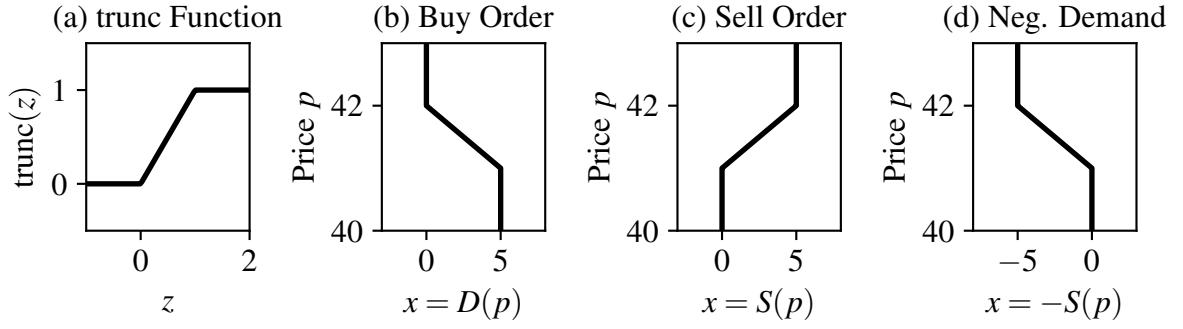 (a) trunc Function
trunc(z)
1
0
0
2
z
(b) Buy Order
Price p
42
40
0
5
x = D(p)
(c) Sell Order
Price p
42
40
0
5
x = S(p)
(d) Neg. Demand
Price p
42
40
−5
0
x = −S(p)